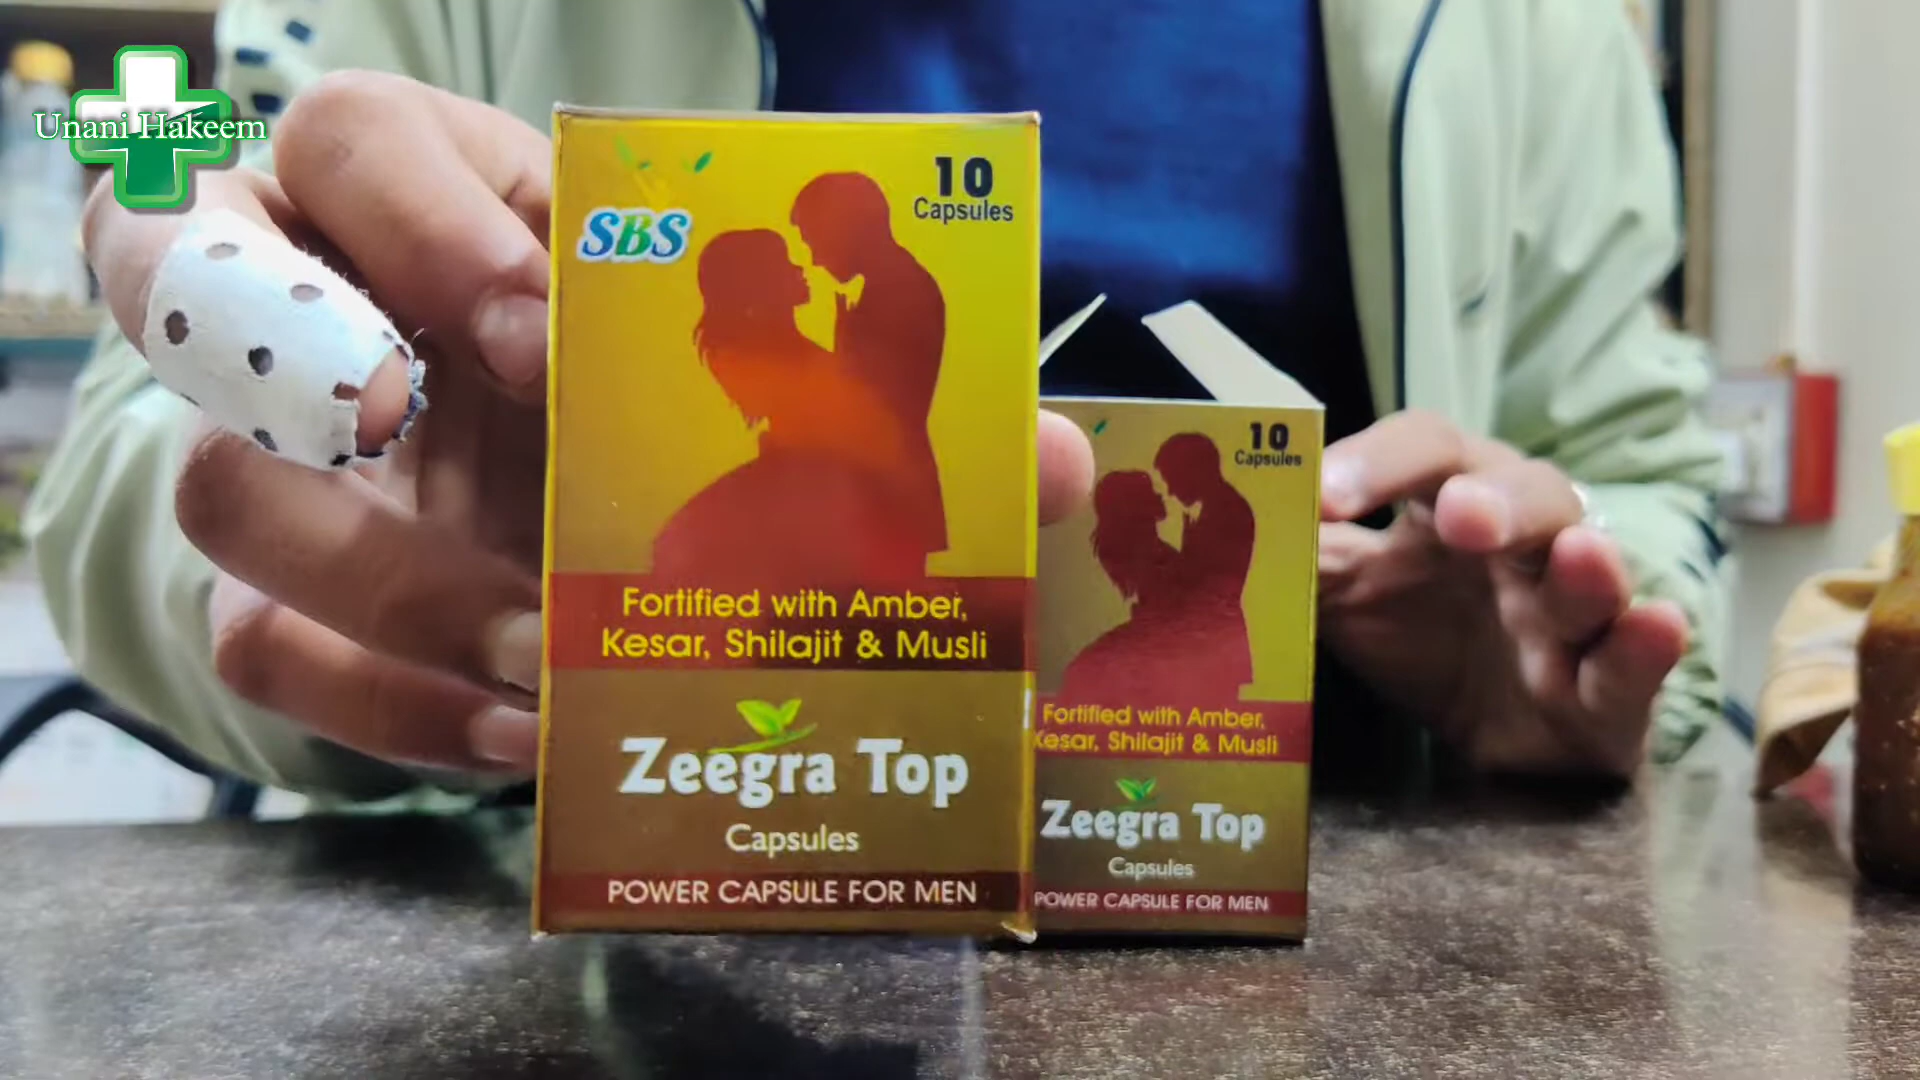 Unani Hakeem
SBS
10
Capsules
Fortified with Amber,
Kesar, Shilajit & Musli
Zeegra Top
Capsules
POWER CAPSULE FOR MEN
10
Capsules
Fortified with Amber,
Kesar, Shilajit & Musli
Zeegra Top
Capsules
POWER CAPSULE FOR MEN